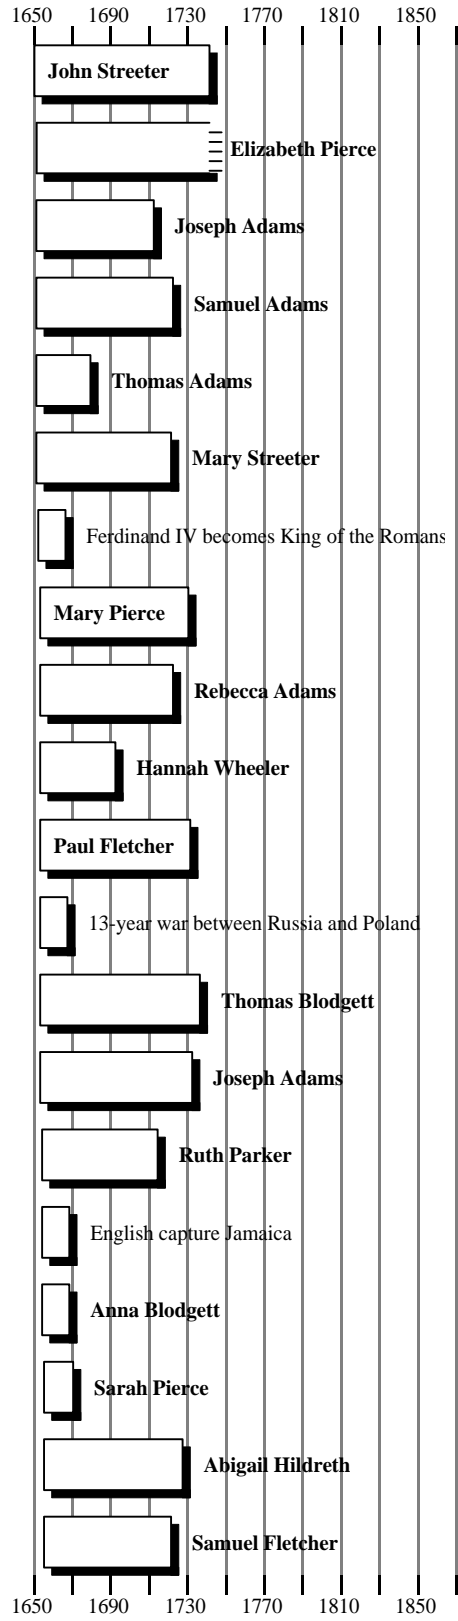 1650 1690 1730 1770 1810 1850
John Streeter
Elizabeth Pierce
Joseph Adams
Samuel Adams
Thomas Adams
Mary Streeter
Ferdinand IV becomes King of the Romans
Mary Pierce
Rebecca Adams
Hannah Wheeler
Paul Fletcher
13-year war between Russia and Poland
Thomas Blodgett
Joseph Adams
Ruth Parker
English capture Jamaica
Anna Blodgett
Sarah Pierce
Abigail Hildreth
Samuel Fletcher
1650 1690 1730 1770 1810 1850